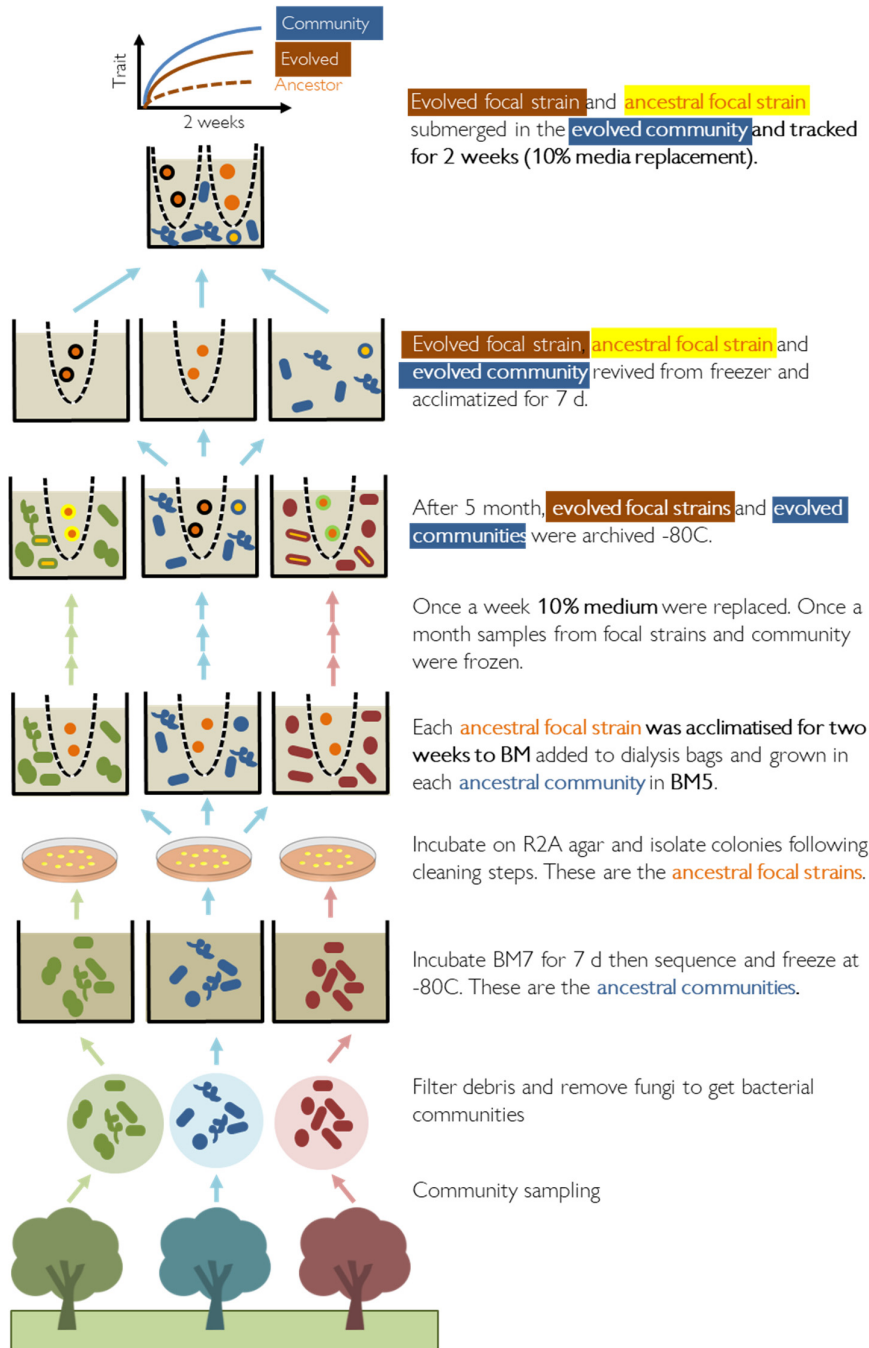 Community
Evolved
Ancestor
Trait
2 weeks
Evolved focal strain and ancestral focal strain
submerged in the evolved community and tracked
for 2 weeks (10% media replacement).
Evolved focal strain, ancestral focal strain and
evolved community revived from freezer and
acclimatized for 7 d.
After 5 month, evolved focal strains and evolved
communities were archived -80C.
Once a week 10% medium were replaced. Once a
month samples from focal strains and community
were frozen.
Each ancestral focal strain was acclimatised for two
weeks to BM added to dialysis bags and grown in
each ancestral community in BM5.
Incubate on R2A agar and isolate colonies following
cleaning steps. These are the ancestral focal strains.
Incubate BM7 for 7 d then sequence and freeze at
-80C. These are the ancestral communities.
Filter debris and remove fungi to get bacterial
communities
Community sampling